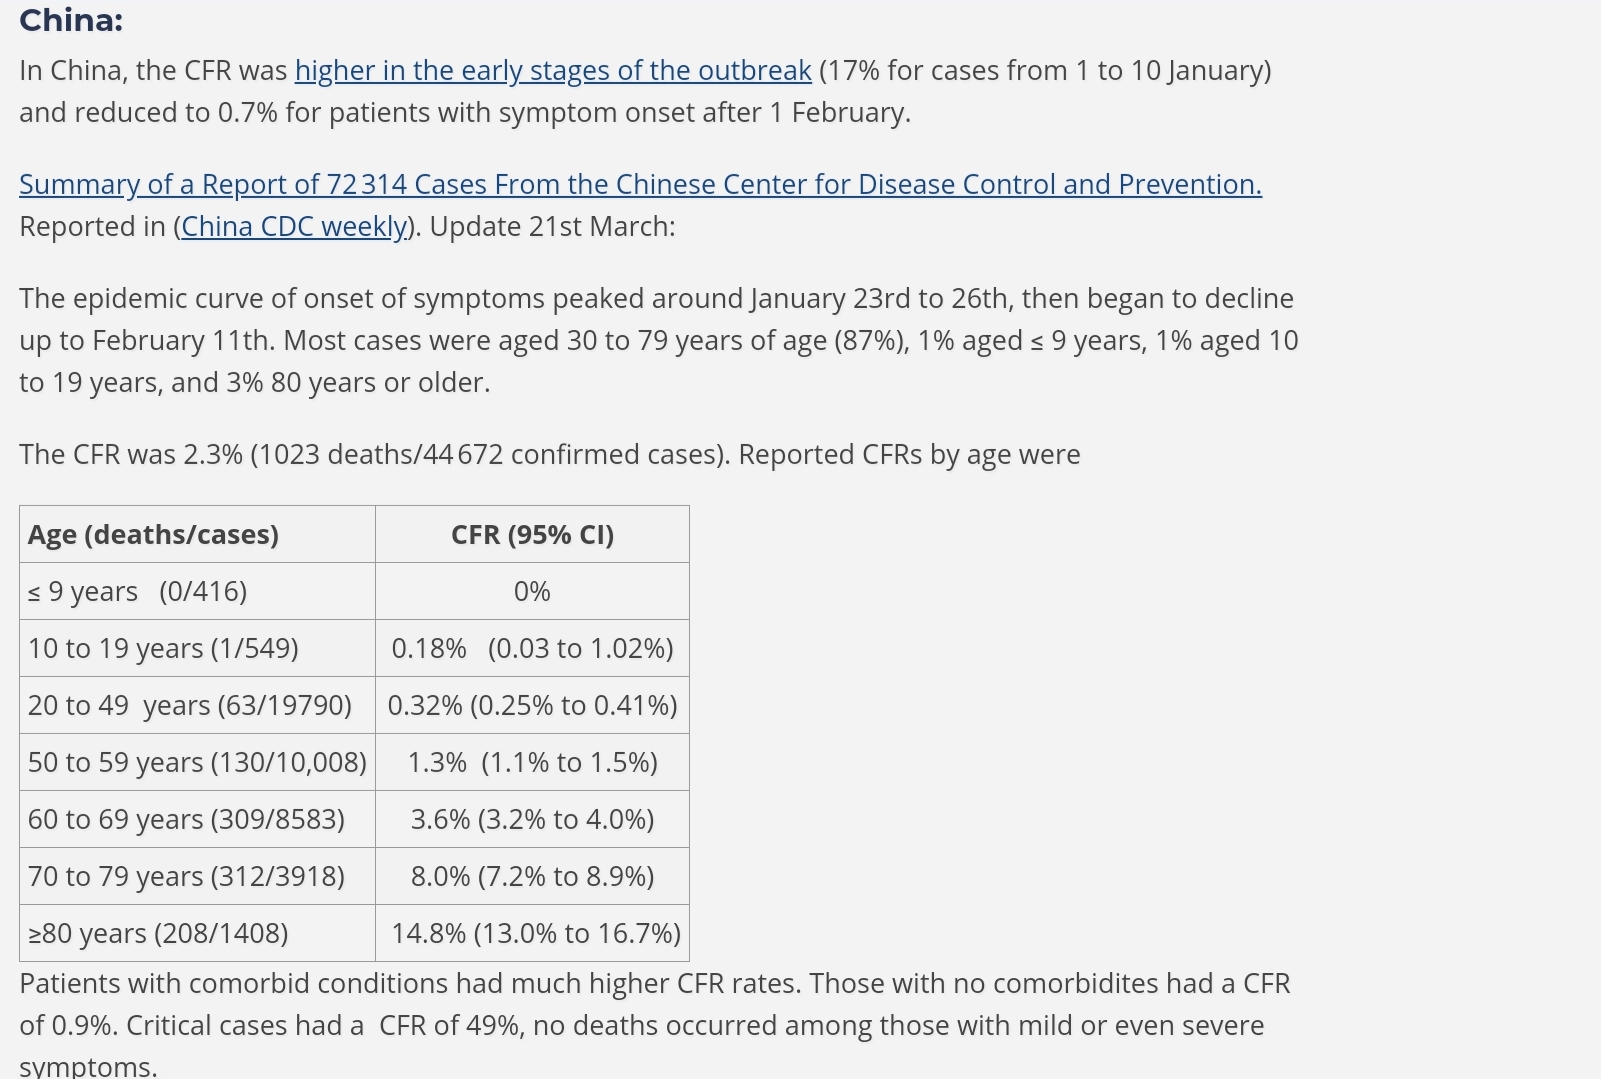 China:
In China, the CFR was higher in the early stages of the outbreak (17% for cases from 1 to 10 January)
and reduced to 0.7% for patients with symptom onset after 1 February.
Summary of a Report of 72 314 Cases From the Chinese Center for Disease Control and Prevention.
Reported in (China CDC weekly). Update 21st March:
The epidemic curve of onset of symptoms peaked around January 23rd to 26th, then began to decline
up to February 11th. Most cases were aged 30 to 79 years of age (87%), 1% aged ≤ 9 years, 1% aged 10
to 19 years, and 3% 80 years or older.
The CFR was 2.3% (1023 deaths/44 672 confirmed cases). Reported CFRs by age were
Age (deaths/cases) CFR (95% CI)
≤ 9 years (0/416) 0%
10 to 19 years (1/549) 0.18% (0.03 to 1.02%)
20 to 49 years (63/19790) 0.32% (0.25% to 0.41%)
50 to 59 years (130/10,008) 1.3% (1.1% to 1.5%)
60 to 69 years (309/8583) 3.6% (3.2% to 4.0%)
70 to 79 years (312/3918) 8.0% (7.2% to 8.9%)
≥80 years (208/1408) 14.8% (13.0% to 16.7%)
Patients with comorbid conditions had much higher CFR rates. Those with no comorbidites had a CFR
of 0.9%. Critical cases had a CFR of 49%, no deaths occurred among those with mild or even severe
symptoms.